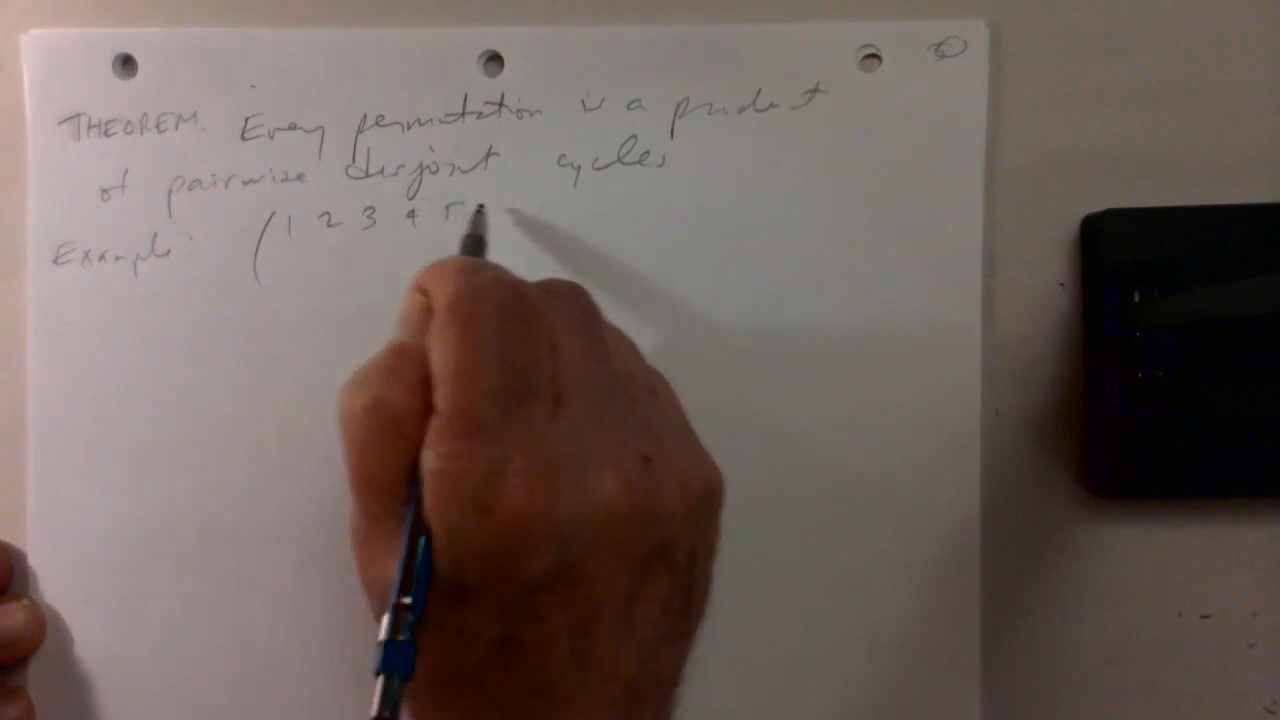 THEOREM. Every permutation is a product
of pairwise disjoint cycles
Example: ( 1 2 3 4 5